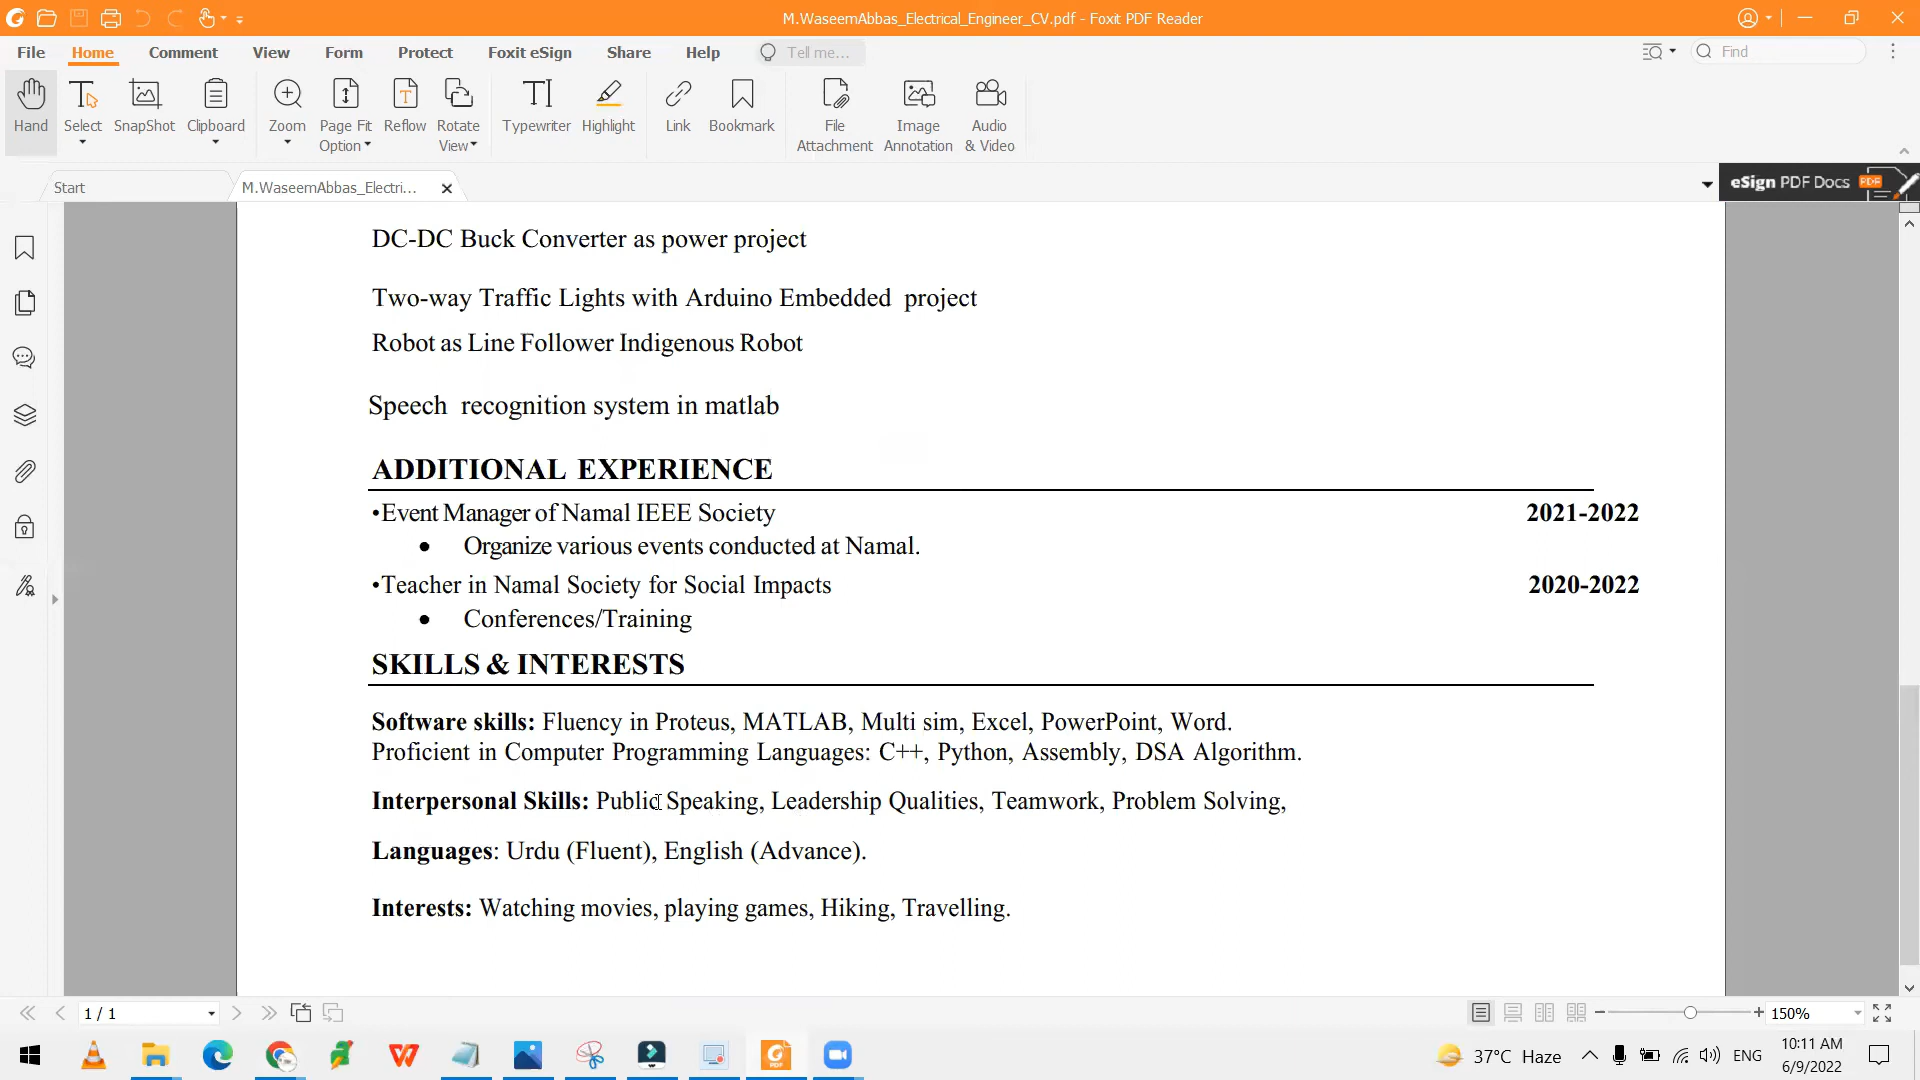 M.WaseemAbbas_Electrical_Engineer_CV.pdf - Foxit PDF Reader
File Home Comment View Form Protect Foxit eSign Share Help Tell me... Find
Hand Select SnapShot Clipboard Zoom Page Fit Option Reflow Rotate View Typewriter Highlight Link Bookmark File Attachment Image Annotation Audio & Video
Start M.WaseemAbbas_Electri... eSign PDF Docs PDF
DC-DC Buck Converter as power project
Two-way Traffic Lights with Arduino Embedded project
Robot as Line Follower Indigenous Robot
Speech recognition system in matlab
ADDITIONAL EXPERIENCE
•Event Manager of Namal IEEE Society 2021-2022
• Organize various events conducted at Namal.
•Teacher in Namal Society for Social Impacts 2020-2022
• Conferences/Training
SKILLS & INTERESTS
Software skills: Fluency in Proteus, MATLAB, Multi sim, Excel, PowerPoint, Word.
Proficient in Computer Programming Languages: C++, Python, Assembly, DSA Algorithm.
Interpersonal Skills: Public Speaking, Leadership Qualities, Teamwork, Problem Solving,
Languages: Urdu (Fluent), English (Advance).
Interests: Watching movies, playing games, Hiking, Travelling.
1 / 1 150%
37°C Haze ENG 10:11 AM
6/9/2022